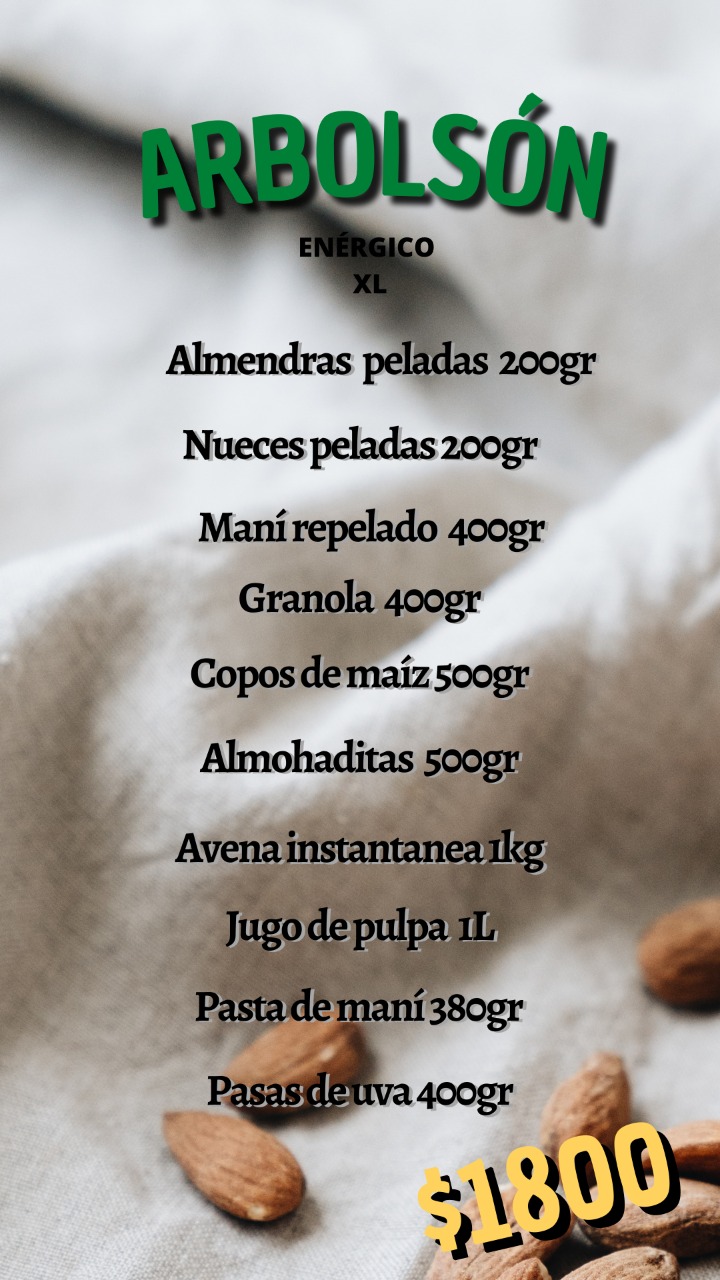 ARBOLSÓN
ENÉRGICO
XL
Almendras peladas 200gr
Nueces peladas 200gr
Maní repelado 400gr
Granola 400gr
Copos de maíz 500gr
Almohaditas 500gr
Avena instantanea 1kg
Jugo de pulpa 1L
Pasta de maní 380gr
Pasas de uva 400gr
$1800